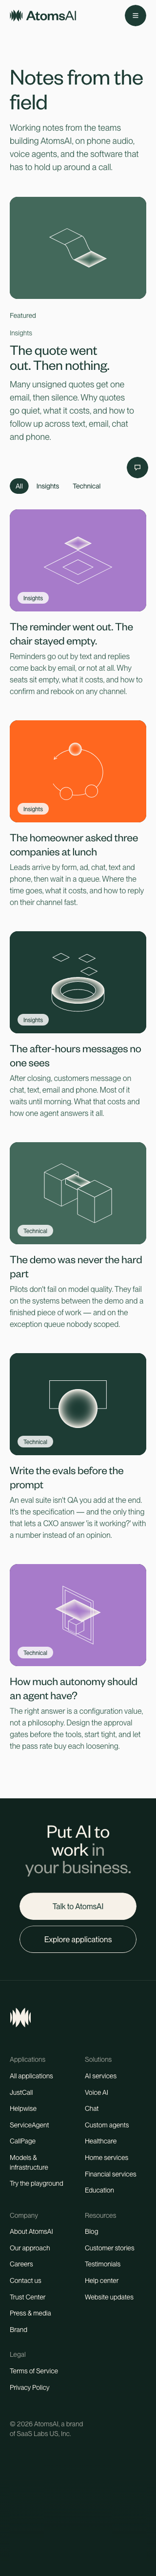 AtomsAI
Notes from the
field
Working notes from the teams
building AtomsAI, on phone audio,
voice agents, and the software that
has to hold up around a call.
Featured
Insights
The quote went
out. Then nothing.
Many unsigned quotes get one
email, then silence. Why quotes
go quiet, what it costs, and how to
follow up across text, email, chat
and phone.
All
Insights
Technical
Insights
The reminder went out. The
chair stayed empty.
Reminders go out by text and replies
come back by email, or not at all. Why
seats sit empty, what it costs, and how to
confirm and rebook on any channel.
Insights
The homeowner asked three
companies at lunch
Leads arrive by form, ad, chat, text and
phone, then wait in a queue. Where the
time goes, what it costs, and how to reply
on their channel fast.
Insights
The after-hours messages no
one sees
After closing, customers message on
chat, text, email and phone. Most of it
waits until morning. What that costs and
how one agent answers it all.
Technical
The demo was never the hard
part
Pilots don't fail on model quality. They fail
on the systems between the demo and a
finished piece of work — and on the
exception queue nobody scoped.
Technical
Write the evals before the
prompt
An eval suite isn't QA you add at the end.
It's the specification — and the only thing
that lets a CXO answer 'is it working?' with
a number instead of an opinion.
Technical
How much autonomy should
an agent have?
The right answer is a configuration value,
not a philosophy. Design the approval
gates before the tools, start tight, and let
the pass rate buy each loosening.
Put AI to
work in
your business.
Talk to AtomsAI
Explore applications
Applications
All applications
JustCall
Helpwise
ServiceAgent
CallPage
Models &
infrastructure
Try the playground
Solutions
AI services
Voice AI
Chat
Custom agents
Healthcare
Home services
Financial services
Education
Company
About AtomsAI
Our approach
Careers
Contact us
Trust Center
Press & media
Brand
Resources
Blog
Customer stories
Testimonials
Help center
Website updates
Legal
Terms of Service
Privacy Policy
© 2026 AtomsAI, a brand
of SaaS Labs US, Inc.